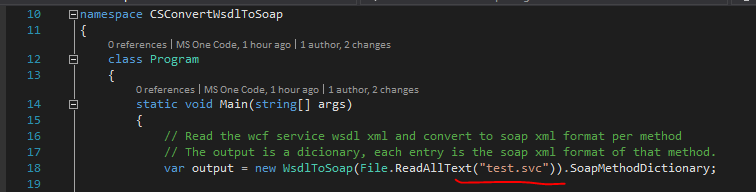 10 namespace CSConvertWsdlToSoap
11 {
0 references | MS One Code, 1 hour ago | 1 author, 2 changes
12 class Program
13 {
0 references | MS One Code, 1 hour ago | 1 author, 2 changes
14 static void Main(string[] args)
15 {
16 // Read the wcf service wsdl xml and convert to soap xml format per method
17 // The output is a dicionary, each entry is the soap xml format of that method.
18 var output = new WsdlToSoap(File.ReadAllText("test.svc")).SoapMethodDictionary;